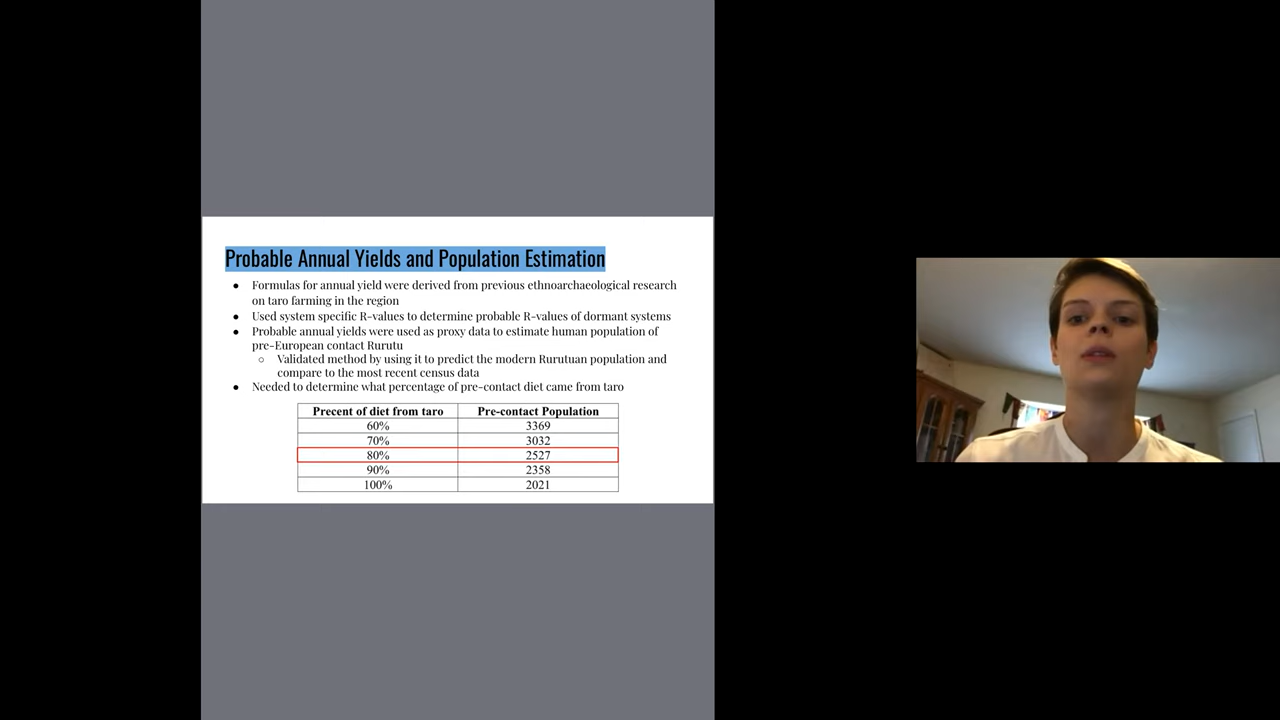 Probable Annual Yields and Population Estimation
● Formulas for annual yield were derived from previous ethnoarchaeological research
on taro farming in the region
● Used system specific R-values to determine probable R-values of dormant systems
● Probable annual yields were used as proxy data to estimate human population of
pre-European contact Rurutu
○ Validated method by using it to predict the modern Rurutuan population and
compare to the most recent census data
● Needed to determine what percentage of pre-contact diet came from taro
Precent of diet from taro Pre-contact Population
60% 3369
70% 3032
80% 2527
90% 2358
100% 2021